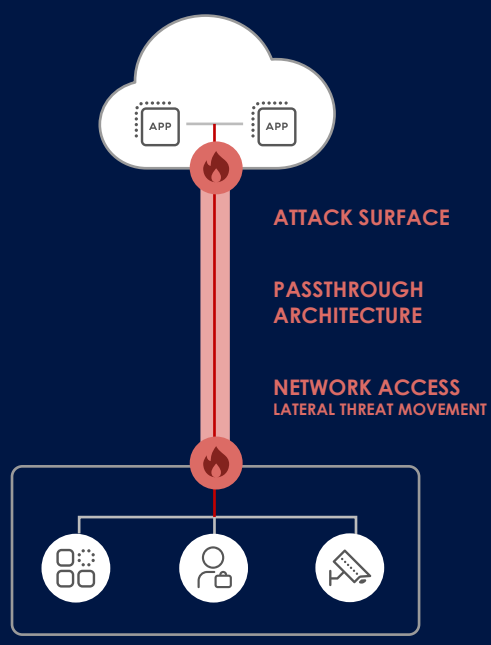 APP
APP
ATTACK SURFACE
PASSTHROUGH
ARCHITECTURE
NETWORK ACCESS
LATERAL THREAT MOVEMENT